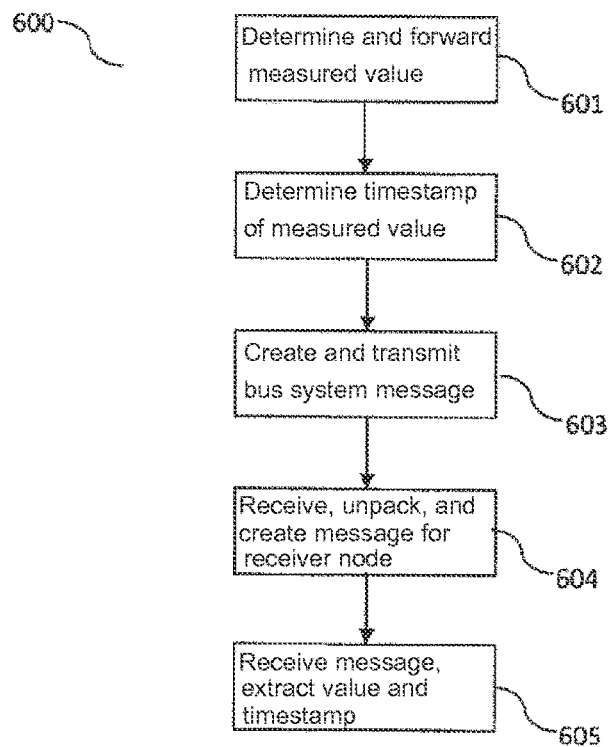 600
Determine and forward
measured value
601
Determine timestamp
of measured value
602
Create and transmit
bus system message
603
Receive, unpack, and
create message for
receiver node
604
Receive message,
extract value and
timestamp
605